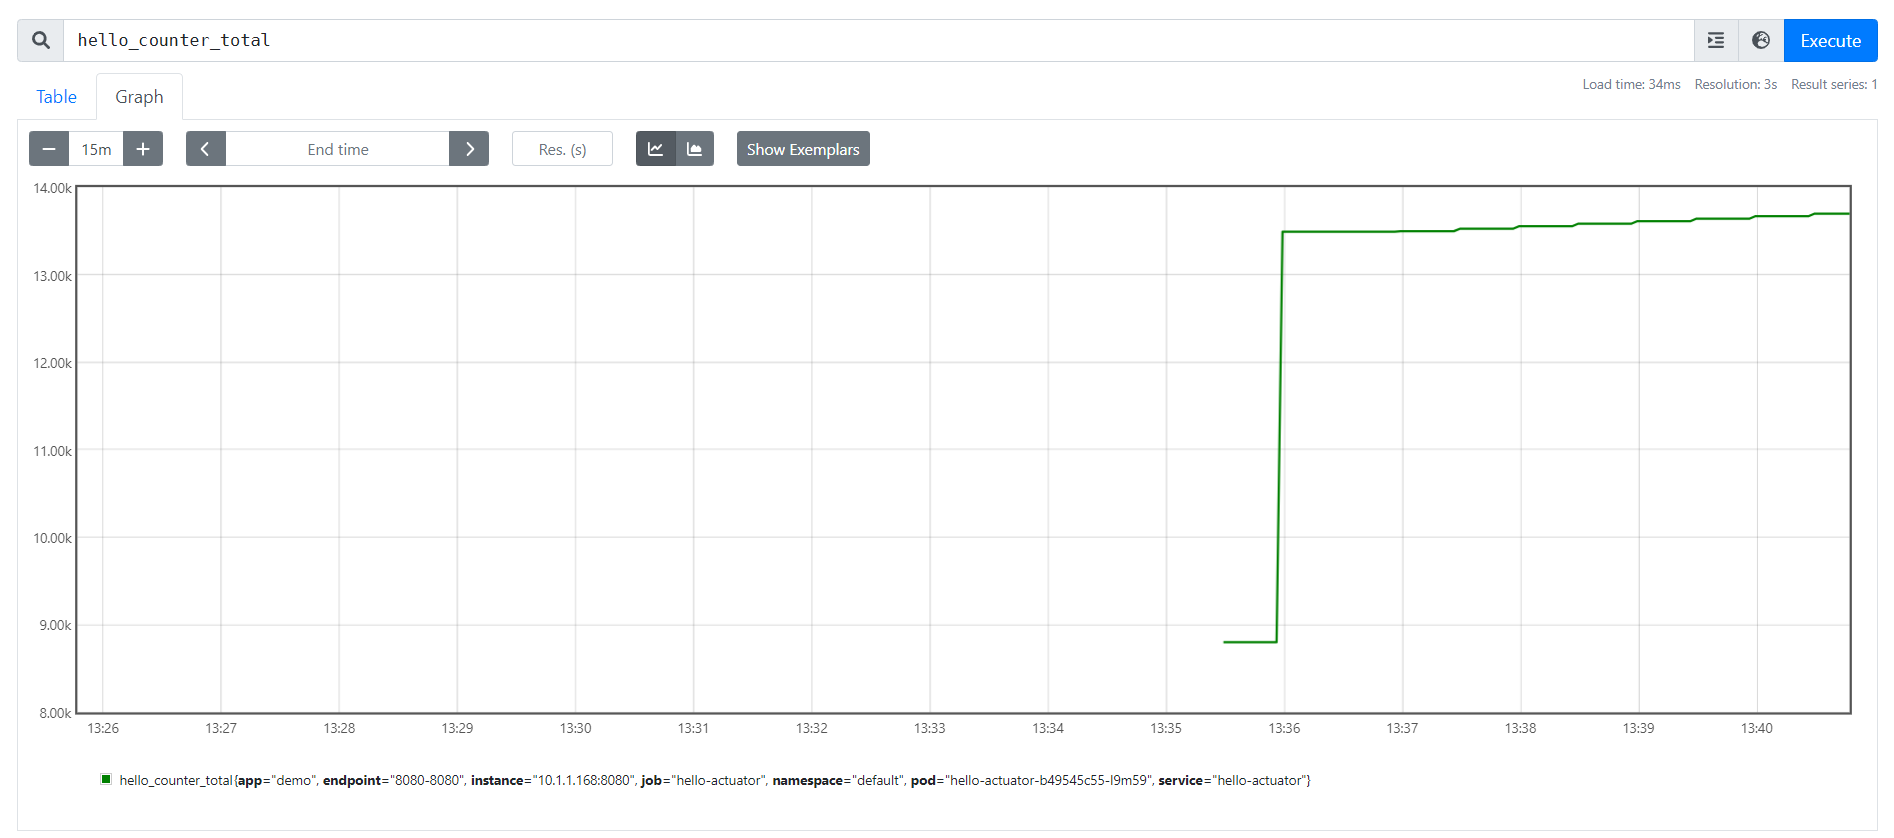 hello_counter_total
Execute
Table
Graph
Load time: 34ms Resolution: 3s Result series: 1
15m
End time
Res. (s)
Show Exemplars
14.00k
13.00k
12.00k
11.00k
10.00k
9.00k
8.00k
13:26 13:27 13:28 13:29 13:30 13:31 13:32 13:33 13:34 13:35 13:36 13:37 13:38 13:39 13:40
hello_counter_total{app="demo", endpoint="8080-8080", instance="10.1.1.168:8080", job="hello-actuator", namespace="default", pod="hello-actuator-b49545c55-l9m59", service="hello-actuator"}